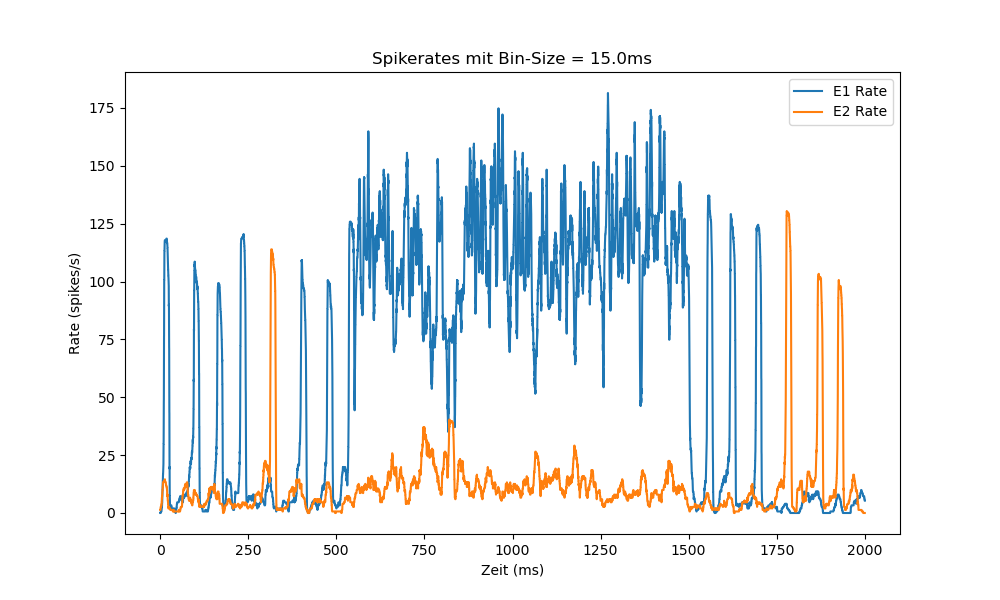 Spikerates mit Bin-Size = 15.0ms
E1 Rate
E2 Rate
Rate (spikes/s)
175
150
125
100
75
50
25
0
0 250 500 750 1000 1250 1500 1750 2000
Zeit (ms)